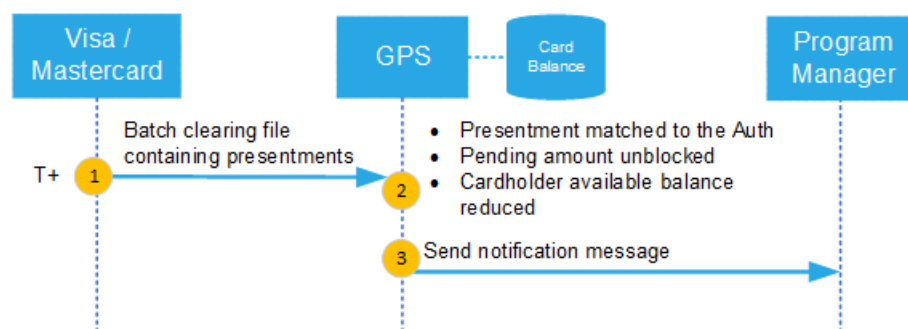 Visa /
Mastercard
GPS
Card
Balance
Program
Manager
Batch clearing file
containing presentments
• Presentment matched to the Auth
• Pending amount unblocked
• Cardholder available balance
reduced
T+
1
2
3
Send notification message